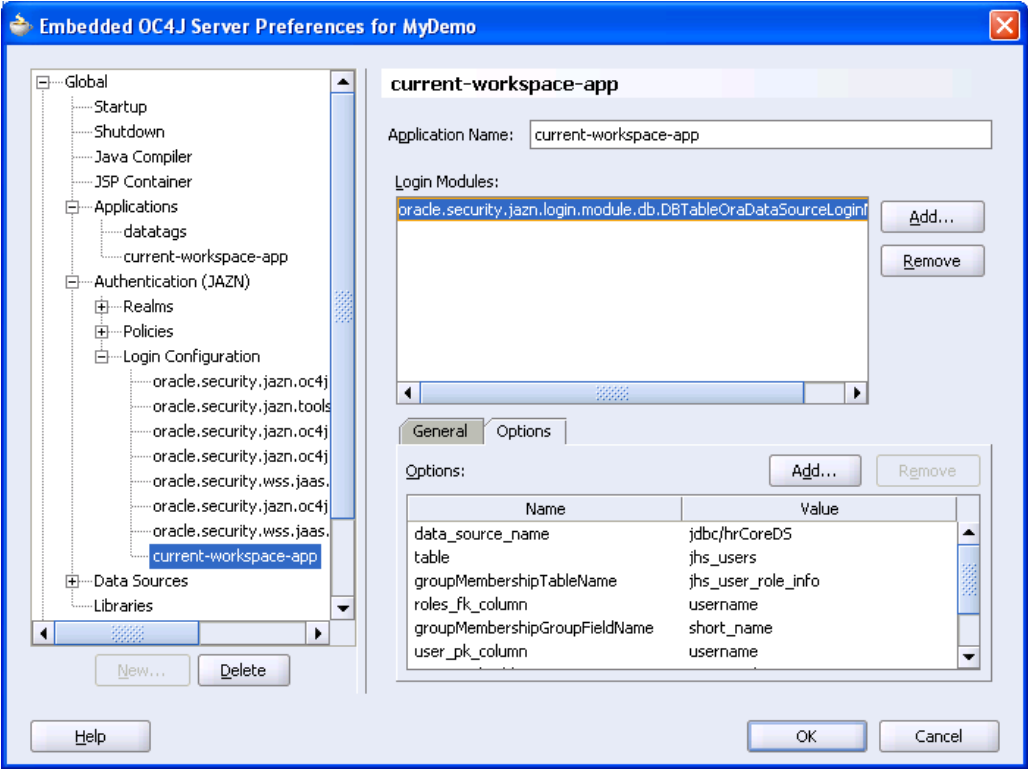 Embedded OC4J Server Preferences for MyDemo
Global
Startup
Shutdown
Java Compiler
JSP Container
Applications
datatags
current-workspace-app
Authentication (JAZN)
Realms
Policies
Login Configuration
oracle.security.jazn.oc4j
oracle.security.jazn.tools
oracle.security.jazn.oc4j
oracle.security.jazn.oc4j
oracle.security.wss.jaas.
oracle.security.jazn.oc4j
oracle.security.wss.jaas.
current-workspace-app
Data Sources
Libraries
New...
Delete
current-workspace-app
Application Name: current-workspace-app
Login Modules:
oracle.security.jazn.login.module.db.DBTableOraDataSourceLogin
Add...
Remove
General Options
Options: Add... Remove
Name Value
data_source_name jdbc/hrCoreDS
table jhs_users
groupMembershipTableName jhs_user_role_info
roles_fk_column username
groupMembershipGroupFieldName short_name
user_pk_column username
Help OK Cancel